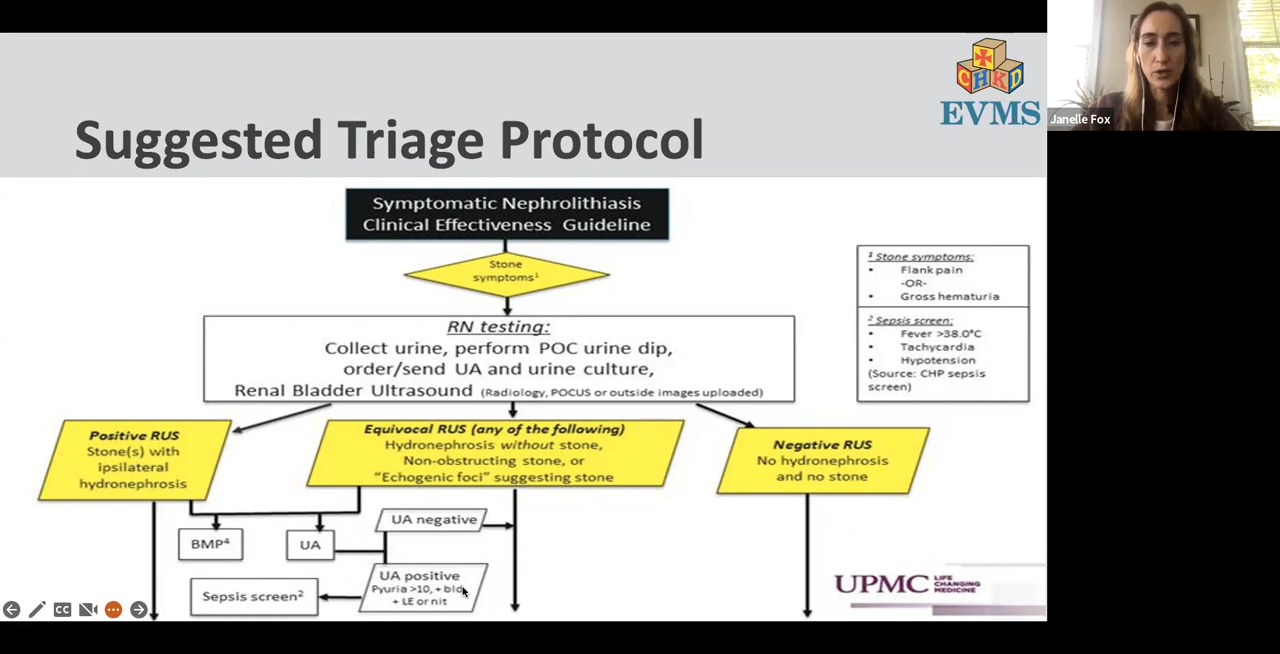 CHKD
EVMS
Janelle Fox
Suggested Triage Protocol
Symptomatic Nephrolithiasis
Clinical Effectiveness Guideline
Stone
symptoms¹
¹ Stone symptoms:
• Flank pain
-OR-
• Gross hematuria
² Sepsis screen:
• Fever >38.0°C
• Tachycardia
• Hypotension
(Source: CHP sepsis
screen)
RN testing:
Collect urine, perform POC urine dip,
order/send UA and urine culture,
Renal Bladder Ultrasound (Radiology, POCUS or outside images uploaded)
Positive RUS
Stone(s) with
ipsilateral
hydronephrosis
Equivocal RUS (any of the following)
Hydronephrosis without stone,
Non-obstructing stone, or
“Echogenic foci” suggesting stone
Negative RUS
No hydronephrosis
and no stone
UA negative
BMP⁴
UA
UA positive
Pyuria >10, + bld,
+ LE or nit
Sepsis screen²
UPMC LIFE
CHANGING
MEDICINE
CC